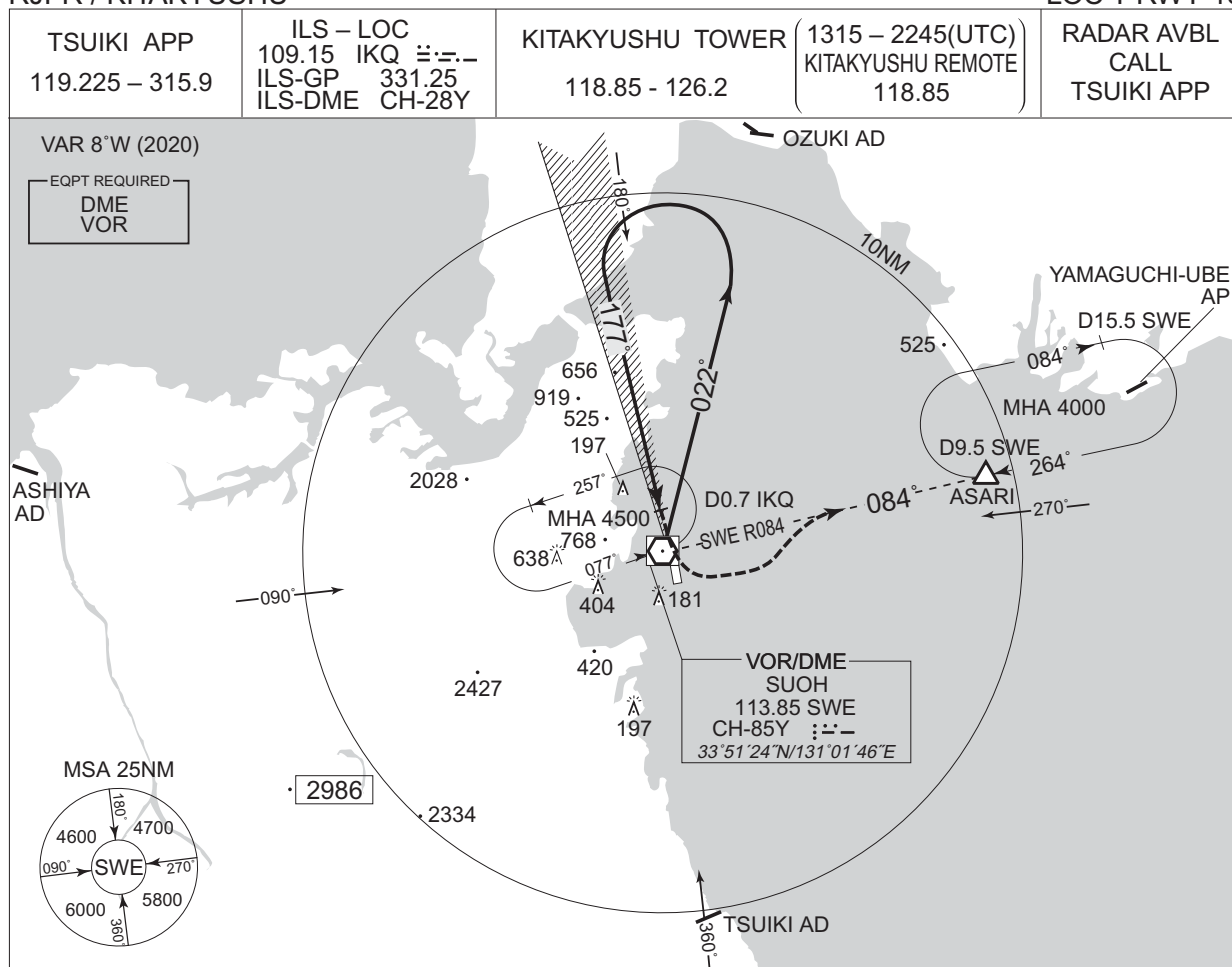 TSUIKI APP
119.225 – 315.9
ILS – LOC
109.15 IKQ
ILS-GP 331.25
ILS-DME CH-28Y
KITAKYUSHU TOWER
118.85 - 126.2
1315 – 2245(UTC)
KITAKYUSHU REMOTE
118.85
RADAR AVBL
CALL
TSUIKI APP
VAR 8°W (2020)
EQPT REQUIRED
DME
VOR
OZUKI AD
180°
10NM
YAMAGUCHI-UBE
AP
D15.5 SWE
177°
525
084°
656
022°
919
MHA 4000
525
197
D9.5 SWE
264°
2028
257°
ASHIYA
AD
D0.7 IKQ
084°
ASARI
270°
MHA 4500
SWE R084
768
638
077°
090°
404
181
420
VOR/DME
SUOH
113.85 SWE
CH-85Y
33°51´24˝N/131°01´46˝E
2427
197
MSA 25NM
2986
2334
180°
4600
4700
090°
SWE
270°
6000
5800
360°
TSUIKI AD
360°